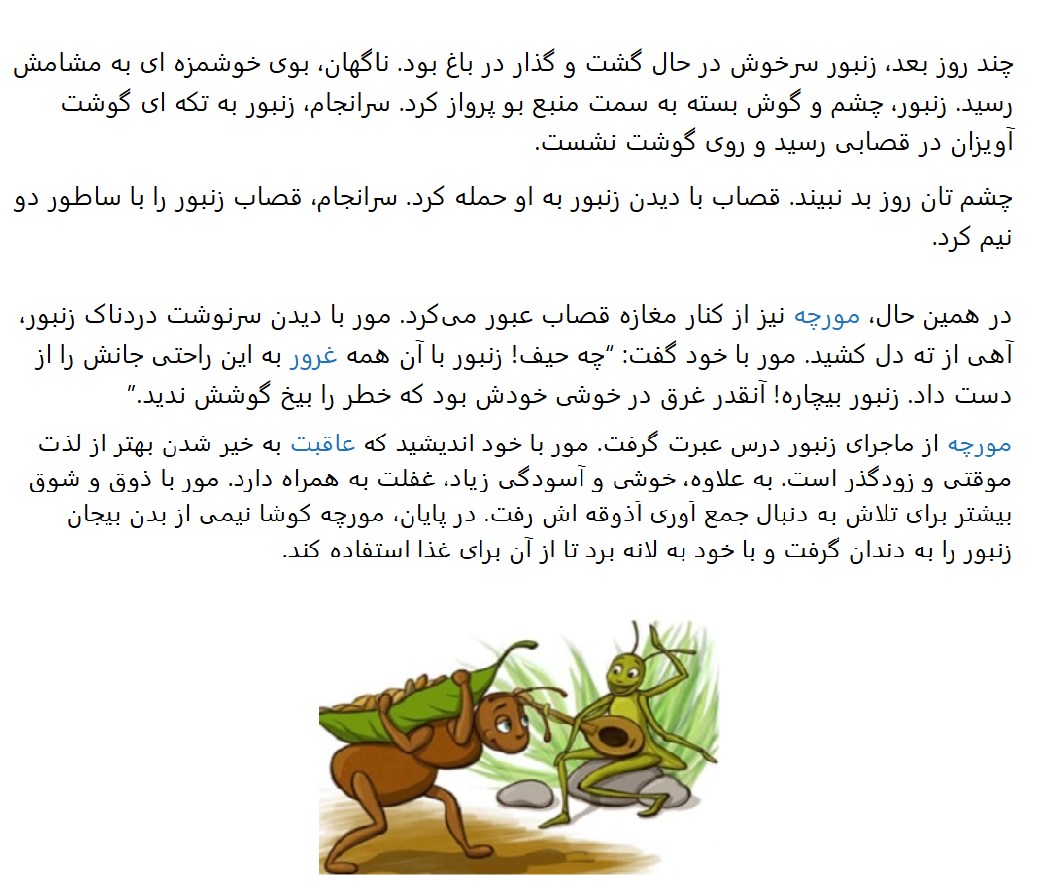 چند روز بعد، زنبور سرخوش در حال گشت و گذار در باغ بود. ناگهان، بوی خوشمزه ای به مشامش
رسید. زنبور، چشم و گوش بسته به سمت منبع بو پرواز کرد. سرانجام، زنبور به تکه ای گوشت
آویزان در قصابی رسید و روی گوشت نشست.
چشم تان روز بد نبیند. قصاب با دیدن زنبور به او حمله کرد. سرانجام، قصاب زنبور را با ساطور دو
نیم کرد.
در همین حال، مورچه نیز از کنار مغازه قصاب عبور می‌کرد. مور با دیدن سرنوشت دردناک زنبور،
آهی از ته دل کشید. مور با خود گفت: “چه حیف! زنبور با آن همه غرور به این راحتی جانش را از
دست داد. زنبور بیچاره! آنقدر غرق در خوشی خودش بود که خطر را بیخ گوشش ندید.”
مورچه از ماجرای زنبور درس عبرت گرفت. مور با خود اندیشید که عاقبت به خیر شدن بهتر از لذت
موقتی و زودگذر است. به علاوه، خوشی و آسودگی زیاد، غفلت به همراه دارد. مور با ذوق و شوق
بیشتر برای تلاش به دنبال جمع آوری آذوقه اش رفت. در پایان، مورچه کوشا نیمی از بدن بیجان
زنبور را به دندان گرفت و با خود به لانه برد تا از آن برای غذا استفاده کند.